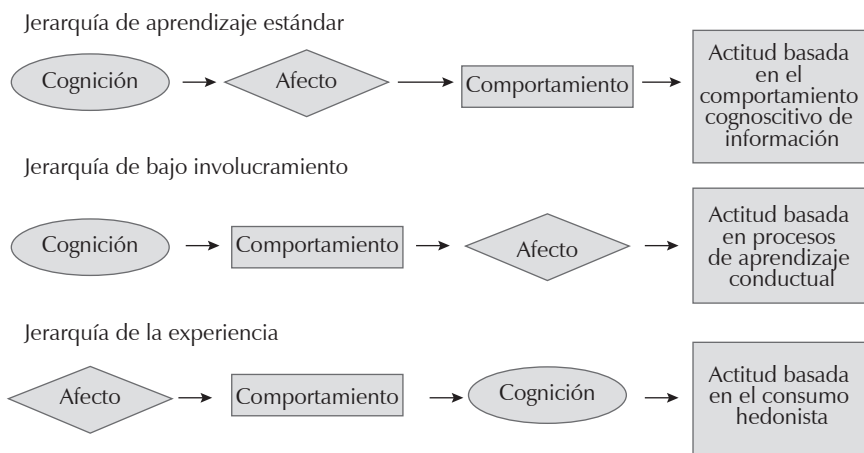 Jerarquía de aprendizaje estándar
Cognición
Afecto
Comportamiento
Actitud basada
en el
comportamiento
cognoscitivo de
información
Jerarquía de bajo involucramiento
Cognición
Comportamiento
Afecto
Actitud basada
en procesos
de aprendizaje
conductual
Jerarquía de la experiencia
Afecto
Comportamiento
Cognición
Actitud basada
en el consumo
hedonista